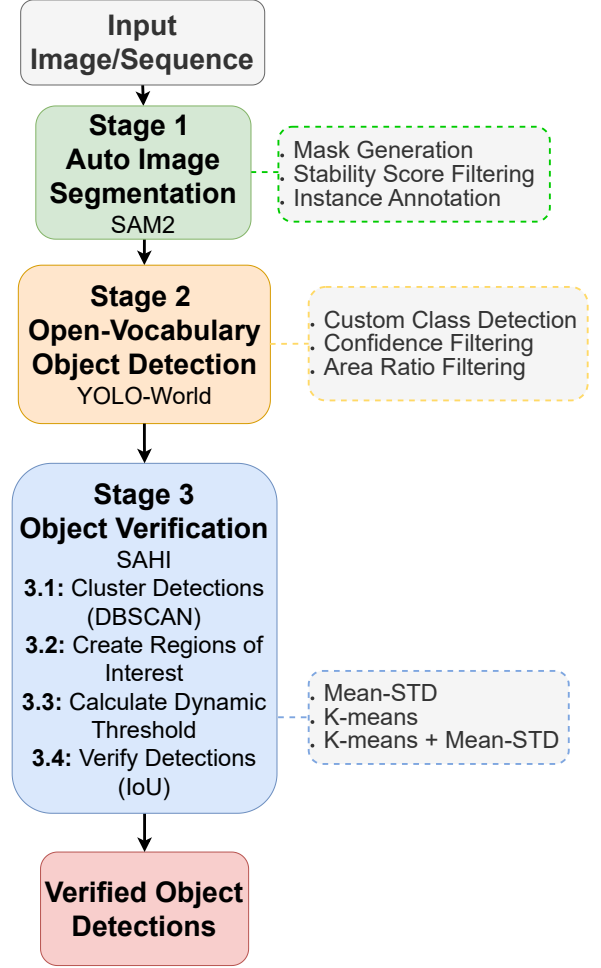 Input
Image/Sequence
Stage 1
Auto Image
Segmentation
SAM2
. Mask Generation
. Stability Score Filtering
. Instance Annotation
Stage 2
Open-Vocabulary
Object Detection
YOLO-World
. Custom Class Detection
. Confidence Filtering
. Area Ratio Filtering
Stage 3
Object Verification
SAHI
3.1: Cluster Detections
(DBSCAN)
3.2: Create Regions of
Interest
3.3: Calculate Dynamic
Threshold
3.4: Verify Detections
(IoU)
. Mean-STD
. K-means
. K-means + Mean-STD
Verified Object
Detections